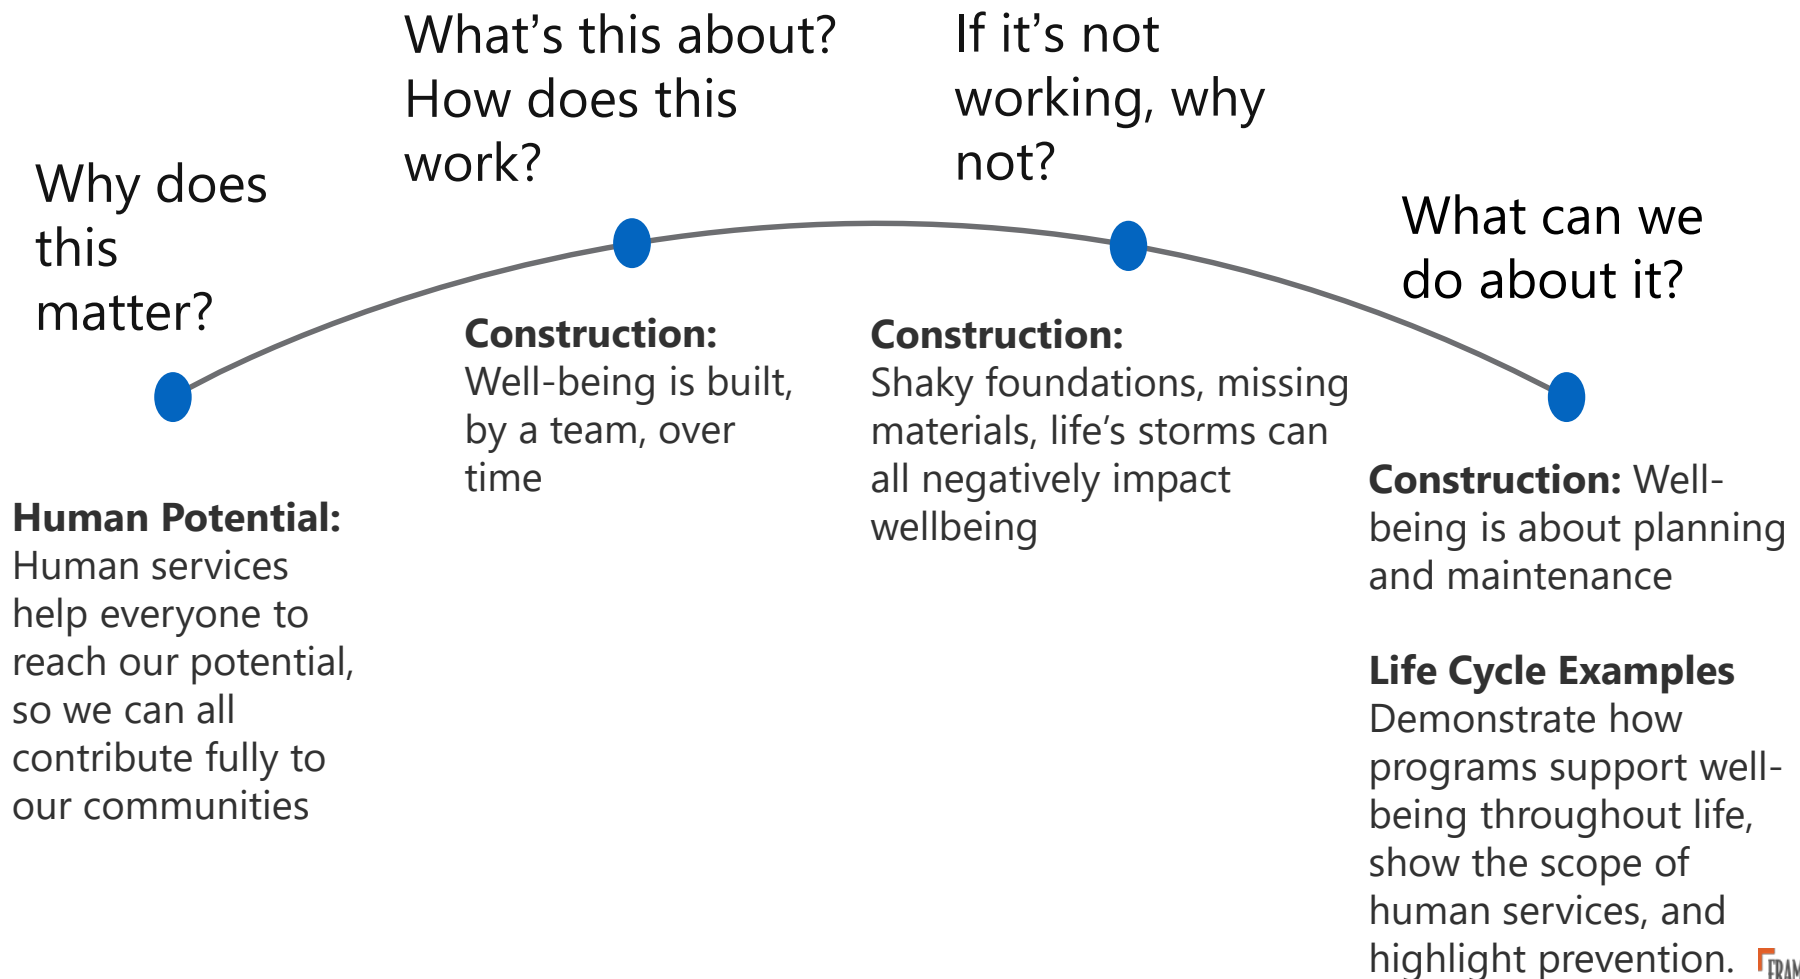 Why does
this
matter?
What’s this about?
How does this
work?
If it’s not
working, why
not?
What can we
do about it?
Human Potential:
Human services
help everyone to
reach our potential,
so we can all
contribute fully to
our communities
Construction:
Well-being is built,
by a team, over
time
Construction:
Shaky foundations, missing
materials, life’s storms can
all negatively impact
wellbeing
Construction: Well-
being is about planning
and maintenance
Life Cycle Examples
Demonstrate how
programs support well-
being throughout life,
show the scope of
human services, and
highlight prevention.